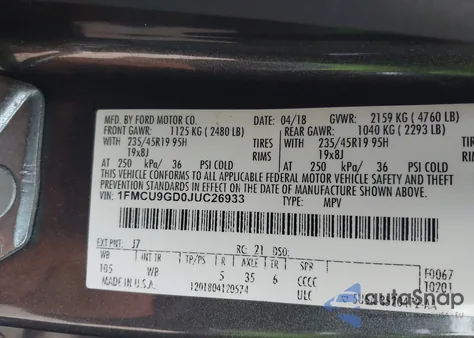 MFD. BY FORD MOTOR CO. 04/18 GVWR: 2159 KG ( 4760 LB)
FRONT GAWR: 1125 KG ( 2480 LB) REAR GAWR: 1040 KG ( 2293 LB)
WITH 235/45R19 95H TIRES WITH 235/45R19 95H TIRES
19x8J RIMS 19x8J RIMS
AT 250 kPa/ 36 PSI COLD AT 250 kPa/ 36 PSI COLD
THIS VEHICLE CONFORMS TO ALL APPLICABLE FEDERAL MOTOR VEHICLE
SAFETY AND THEFT PREVENTION STANDARDS IN EFFECT ON THE DATE OF
MANUFACTURE SHOWN ABOVE.
VIN: 1FMCU9GD0JUC26933 TYPE: MPV
EXT PNT: J7 RC: 21 DSO:
WB INT TR TP/PS R AXLE TR SPR
105 WB 5 35 6 CCCC F0067
MADE IN U.S.A. 1201804120524 ULC 10201
autoSnap